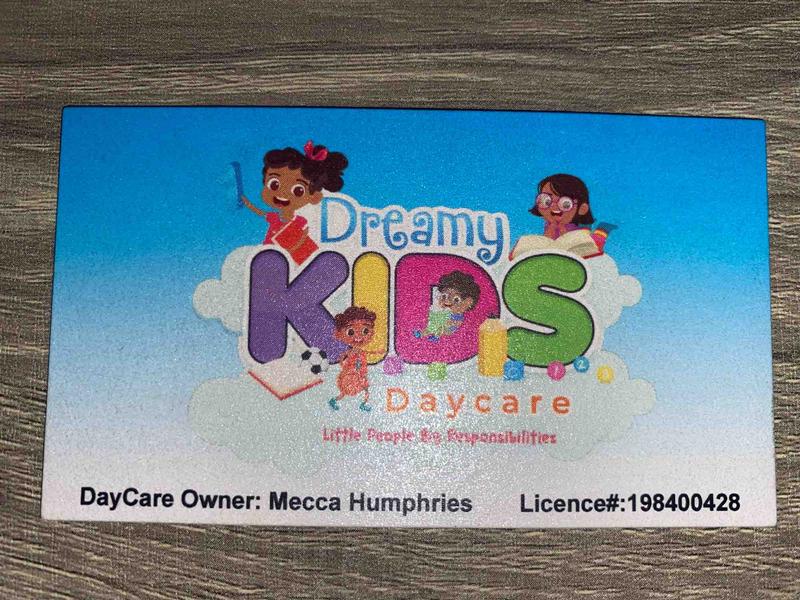 Dreamy
KIDS
Daycare
Little People Big Responsibilities
DayCare Owner: Mecca Humphries Licence#:198400428